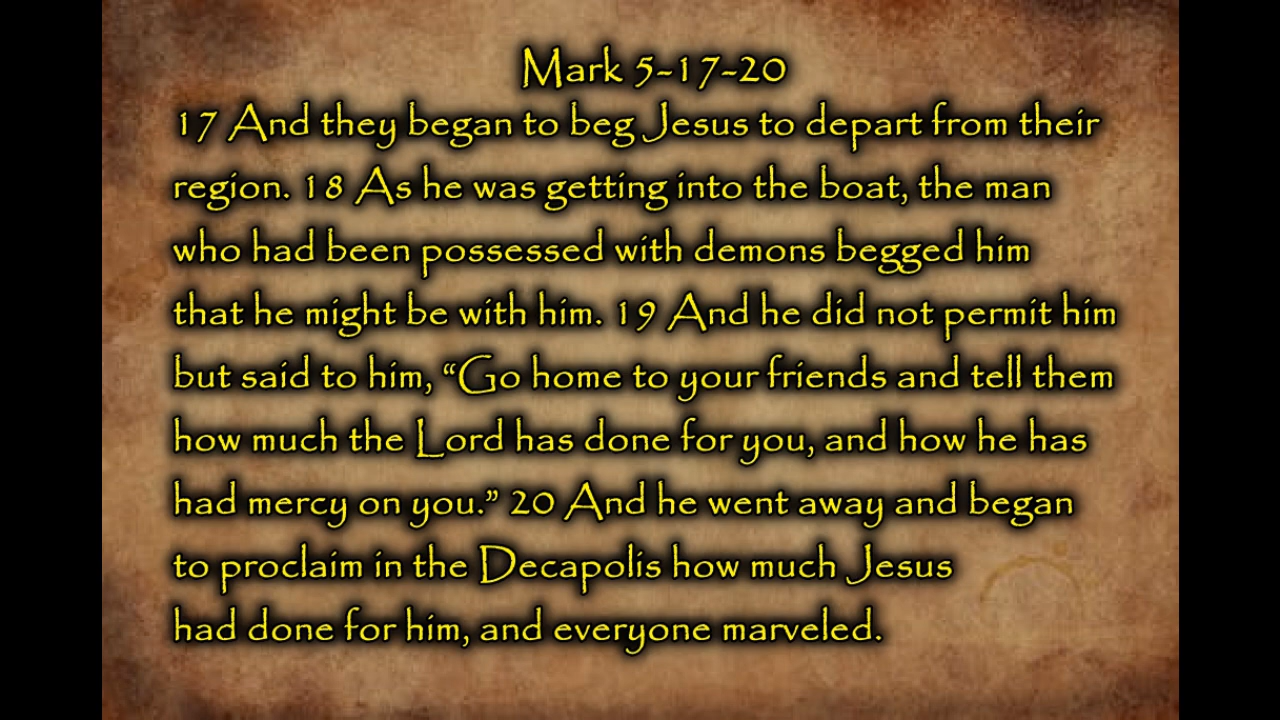 Mark 5-17-20
17 And they began to beg Jesus to depart from their
region. 18 As he was getting into the boat, the man
who had been possessed with demons begged him
that he might be with him. 19 And he did not permit him
but said to him, “Go home to your friends and tell them
how much the Lord has done for you, and how he has
had mercy on you.” 20 And he went away and began
to proclaim in the Decapolis how much Jesus
had done for him, and everyone marveled.